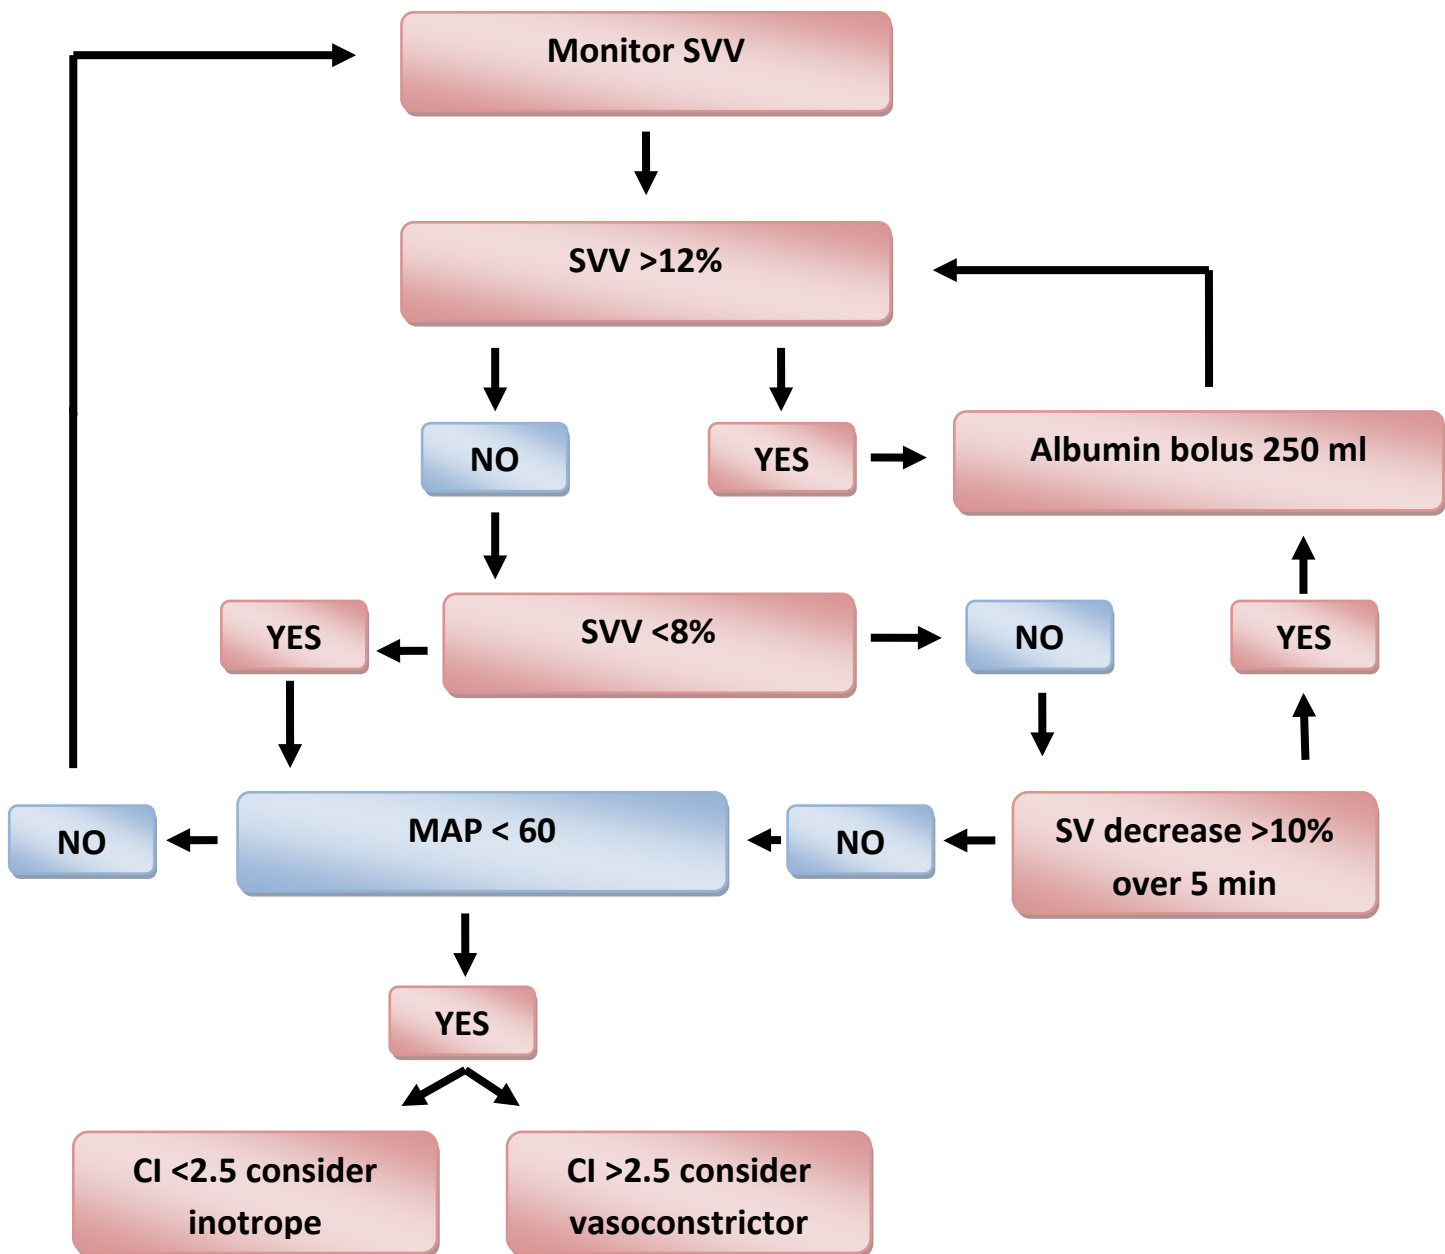 Monitor SVV
SVV >12%
NO
YES
Albumin bolus 250 ml
YES
SVV <8%
NO
YES
NO
MAP < 60
NO
SV decrease >10%
over 5 min
YES
CI <2.5 consider
inotrope
CI >2.5 consider
vasoconstrictor